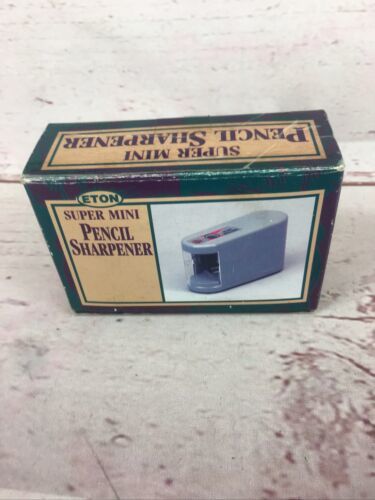 SUPER MINI
PENCIL SHARPENER
ETON
SUPER MINI
PENCIL
SHARPENER